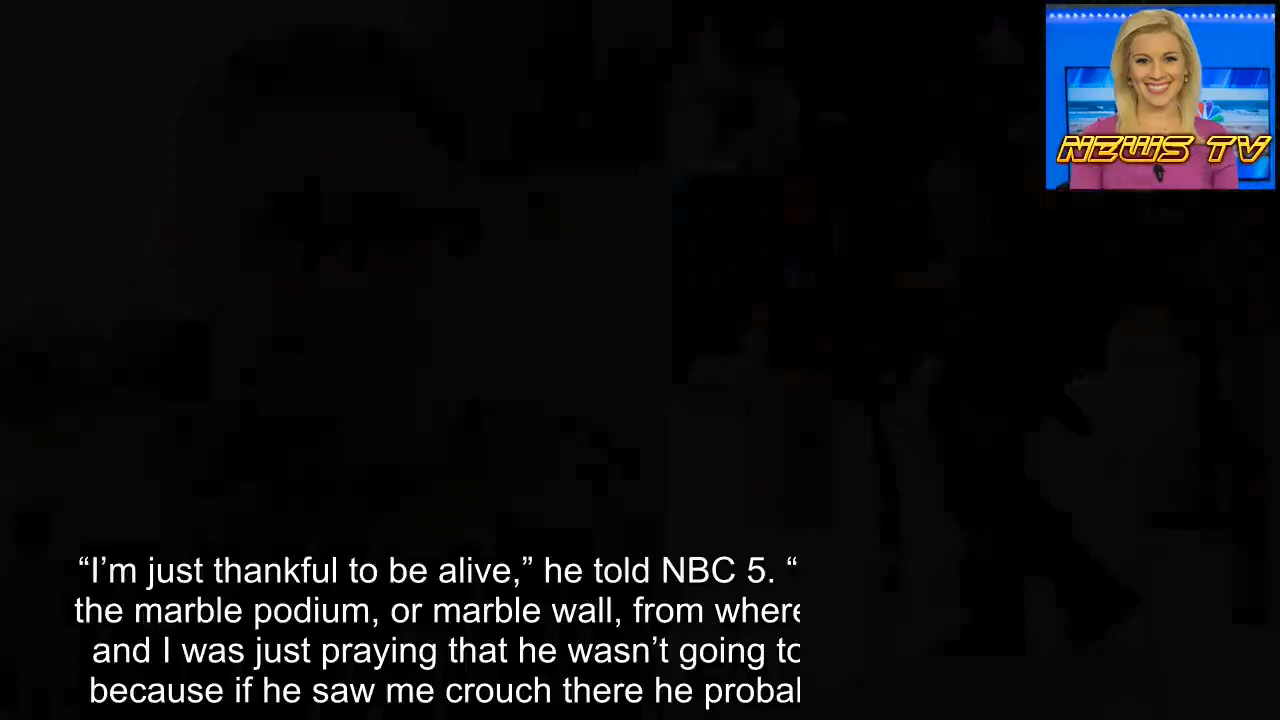 NEWS TV
“I’m just thankful to be alive,” he told NBC 5. “
the marble podium, or marble wall, from where
and I was just praying that he wasn’t going to
because if he saw me crouch there he